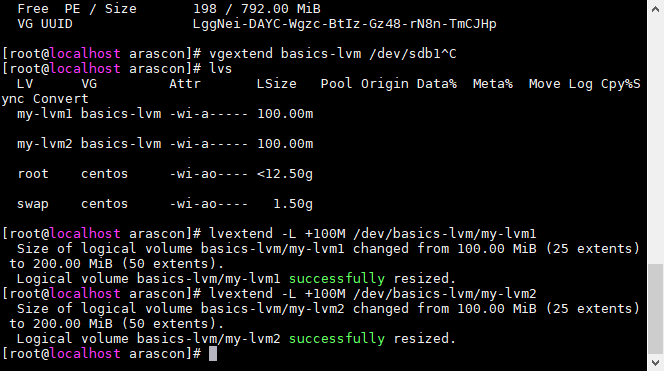 Free  PE / Size       198 / 792.00 MiB
  VG UUID               LggNei-DAYC-Wgzc-BtIz-Gz48-rN8n-TmCJHp

[root@localhost arascon]# vgextend basics-lvm /dev/sdb1^C
[root@localhost arascon]# lvs
  LV      VG         Attr       LSize   Pool Origin Data%  Meta%  Move Log Cpy%S
ync Convert
  my-lvm1 basics-lvm -wi-a----- 100.00m

  my-lvm2 basics-lvm -wi-a----- 100.00m

  root    centos     -wi-ao---- <12.50g

  swap    centos     -wi-ao----   1.50g

[root@localhost arascon]# lvextend -L +100M /dev/basics-lvm/my-lvm1
  Size of logical volume basics-lvm/my-lvm1 changed from 100.00 MiB (25 extents)
to 200.00 MiB (50 extents).
  Logical volume basics-lvm/my-lvm1 successfully resized.
[root@localhost arascon]# lvextend -L +100M /dev/basics-lvm/my-lvm2
  Size of logical volume basics-lvm/my-lvm2 changed from 100.00 MiB (25 extents)
to 200.00 MiB (50 extents).
  Logical volume basics-lvm/my-lvm2 successfully resized.
[root@localhost arascon]#